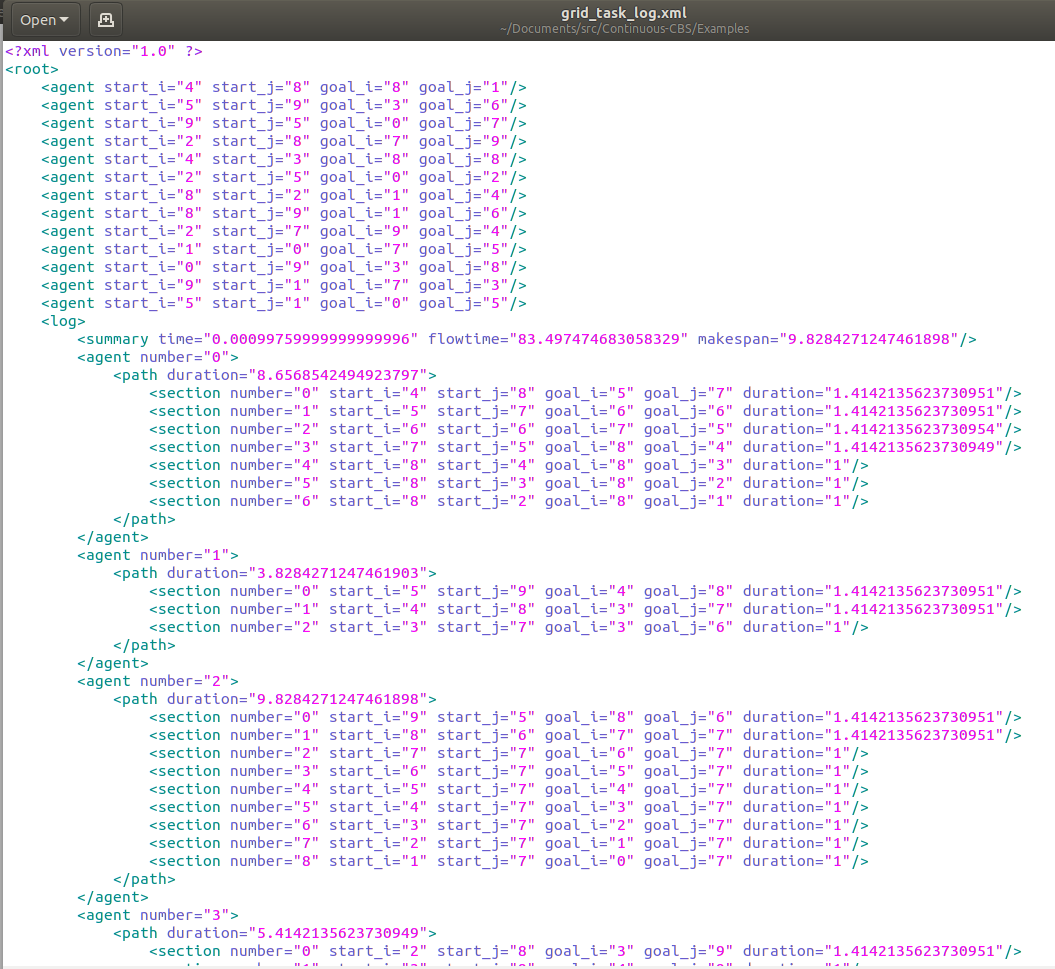 Open
grid_task_log.xml
~/Documents/src/Continuous-CBS/Examples
<?xml version="1.0" ?>
<root>
<agent start_i="4" start_j="8" goal_i="8" goal_j="1"/>
<agent start_i="5" start_j="9" goal_i="3" goal_j="6"/>
<agent start_i="9" start_j="5" goal_i="0" goal_j="7"/>
<agent start_i="2" start_j="8" goal_i="7" goal_j="9"/>
<agent start_i="4" start_j="3" goal_i="8" goal_j="8"/>
<agent start_i="2" start_j="5" goal_i="0" goal_j="2"/>
<agent start_i="8" start_j="2" goal_i="1" goal_j="4"/>
<agent start_i="8" start_j="9" goal_i="1" goal_j="6"/>
<agent start_i="2" start_j="7" goal_i="9" goal_j="4"/>
<agent start_i="1" start_j="0" goal_i="7" goal_j="5"/>
<agent start_i="0" start_j="9" goal_i="3" goal_j="8"/>
<agent start_i="9" start_j="1" goal_i="7" goal_j="3"/>
<agent start_i="5" start_j="1" goal_i="0" goal_j="5"/>
<log>
<summary time="0.00099759999999999996" flowtime="83.497474683058329" makespan="9.8284271247461898"/>
<agent number="0">
<path duration="8.6568542494923797">
<section number="0" start_i="4" start_j="8" goal_i="5" goal_j="7" duration="1.4142135623730951"/>
<section number="1" start_i="5" start_j="7" goal_i="6" goal_j="6" duration="1.4142135623730951"/>
<section number="2" start_i="6" start_j="6" goal_i="7" goal_j="5" duration="1.4142135623730954"/>
<section number="3" start_i="7" start_j="5" goal_i="8" goal_j="4" duration="1.4142135623730949"/>
<section number="4" start_i="8" start_j="4" goal_i="8" goal_j="3" duration="1"/>
<section number="5" start_i="8" start_j="3" goal_i="8" goal_j="2" duration="1"/>
<section number="6" start_i="8" start_j="2" goal_i="8" goal_j="1" duration="1"/>
</path>
</agent>
<agent number="1">
<path duration="3.8284271247461903">
<section number="0" start_i="5" start_j="9" goal_i="4" goal_j="8" duration="1.4142135623730951"/>
<section number="1" start_i="4" start_j="8" goal_i="3" goal_j="7" duration="1.4142135623730951"/>
<section number="2" start_i="3" start_j="7" goal_i="3" goal_j="6" duration="1"/>
</path>
</agent>
<agent number="2">
<path duration="9.8284271247461898">
<section number="0" start_i="9" start_j="5" goal_i="8" goal_j="6" duration="1.4142135623730951"/>
<section number="1" start_i="8" start_j="6" goal_i="7" goal_j="7" duration="1.4142135623730951"/>
<section number="2" start_i="7" start_j="7" goal_i="6" goal_j="7" duration="1"/>
<section number="3" start_i="6" start_j="7" goal_i="5" goal_j="7" duration="1"/>
<section number="4" start_i="5" start_j="7" goal_i="4" goal_j="7" duration="1"/>
<section number="5" start_i="4" start_j="7" goal_i="3" goal_j="7" duration="1"/>
<section number="6" start_i="3" start_j="7" goal_i="2" goal_j="7" duration="1"/>
<section number="7" start_i="2" start_j="7" goal_i="1" goal_j="7" duration="1"/>
<section number="8" start_i="1" start_j="7" goal_i="0" goal_j="7" duration="1"/>
</path>
</agent>
<agent number="3">
<path duration="5.4142135623730949">
<section number="0" start_i="2" start_j="8" goal_i="3" goal_j="9" duration="1.4142135623730951"/>